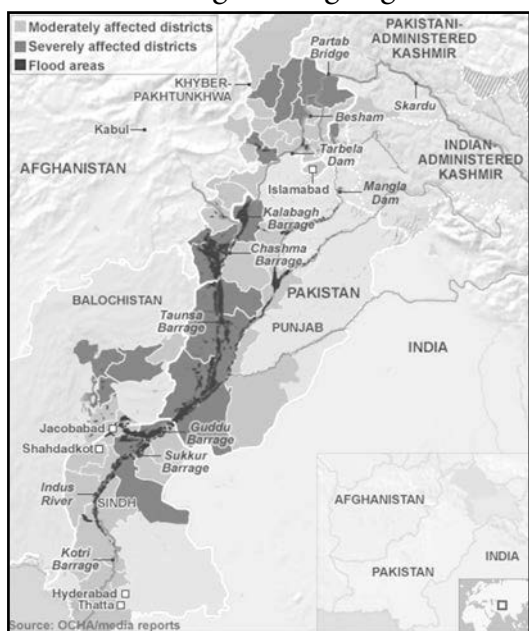 Moderately affected districts
Severely affected districts
Flood areas
PAKISTANI-
ADMINISTERED
KASHMIR
Partab
Bridge
KHYBER-
PAKHTUNKHWA
Skardu
Besham
Kabul
Tarbela
Dam
INDIAN
ADMINISTERED
KASHMIR
AFGHANISTAN
Islamabad
Mangla
Dam
Kalabagh
Barrage
Chashma
Barrage
BALOCHISTAN
PAKISTAN
Taunsa
Barrage
PUNJAB
INDIA
Jacobabad
Guddu
Barrage
Shahdadkot
Sukkur
Barrage
Indus
River
SINDH
AFGHANISTAN
INDIA
PAKISTAN
Kotri
Barrage
Hyderabad
Thatta
Source: OCHA/media reports